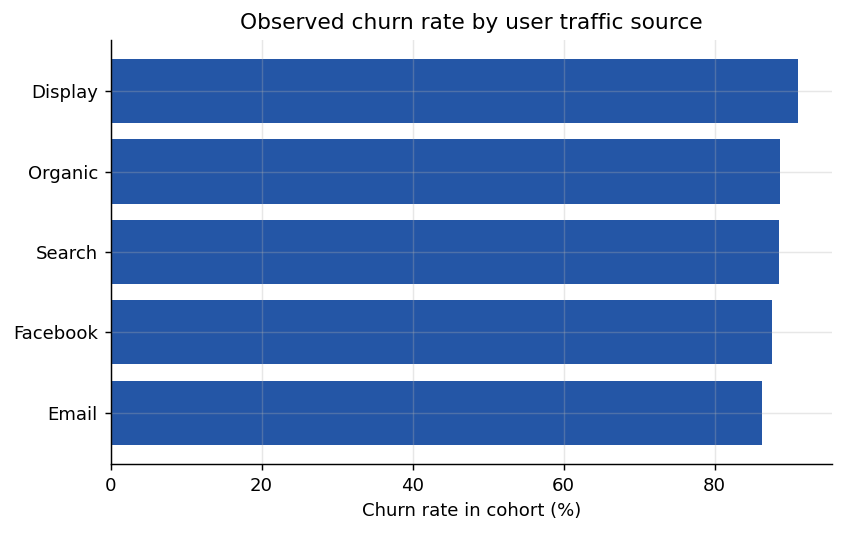 Observed churn rate by user traffic source
Display
Organic
Search
Facebook
Email
0 20 40 60 80
Churn rate in cohort (%)